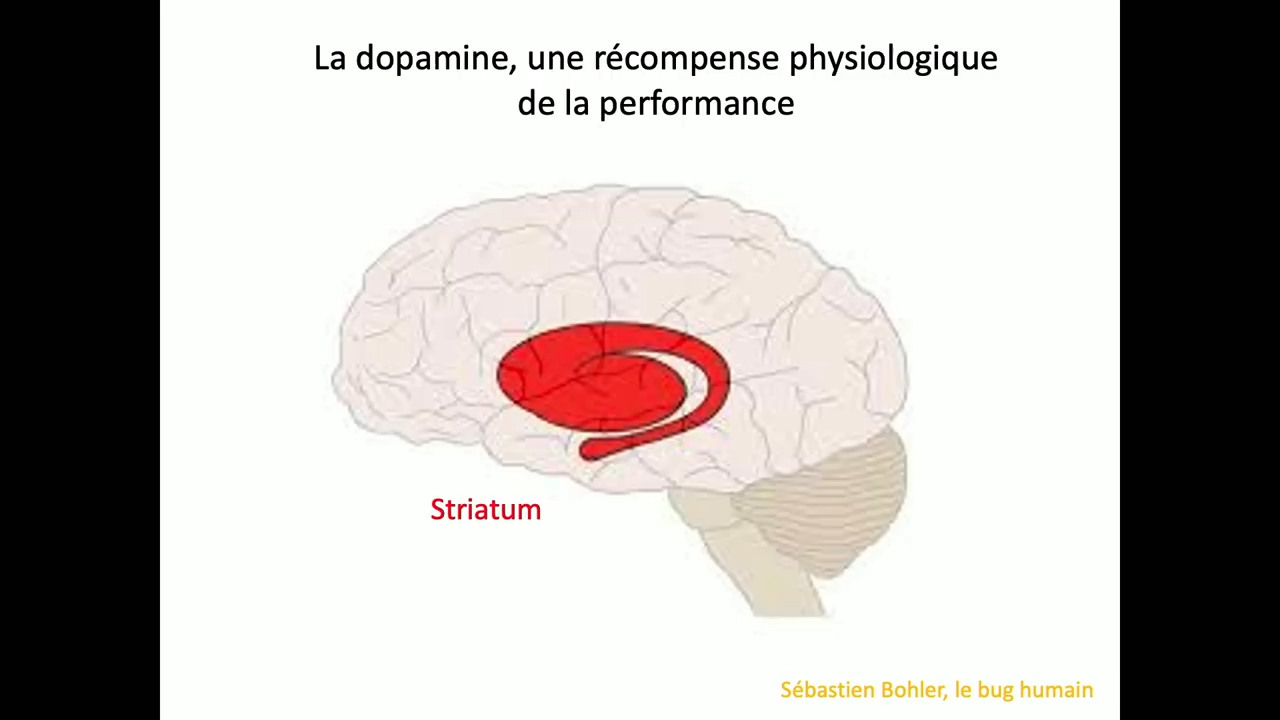 La dopamine, une récompense physiologique
de la performance
Striatum
Sébastien Bohler, le bug humain